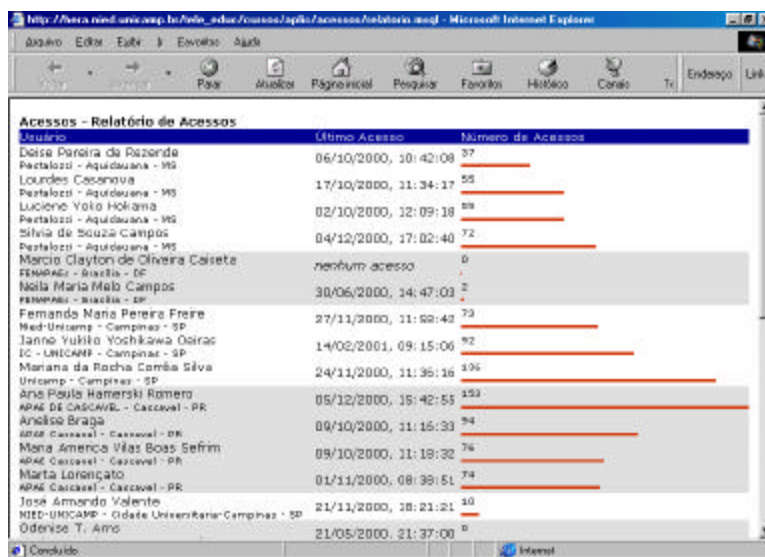 http://hera.nied.unicamp.br/tele_educ/cursos/aplic/acessos/relatorio.msql - Microsoft Internet Explorer
Arquivo Editar Exibir Ir Favoritos Ajuda
Parar Atualizar Página inicial Pesquisar Favoritos Histórico Canais Te Endereço Link
Acessos - Relatório de Acessos
Usuário Último Acesso Número de Acessos
Deise Pereira de Rezende 06/10/2000, 10:42:08 37
Pestalozzi - Aquidauana - MS
Lourdes Casanova 17/10/2000, 11:34:17 55
Pestalozzi - Aquidauana - MS
Luciene Yoko Hokama 02/10/2000, 12:09:18
Pestalozzi - Aquidauana - MS
Silvia de Souza Campos 04/12/2000, 17:02:40 72
Pestalozzi - Aquidauana - MS
Marcio Clayton de Oliveira Caiseta nenhum acesso 0
FENAPAEs - Brasília - DF
Neila Maria Melo Campos 30/06/2000, 14:47:03 2
FENAPAEs - Brasília - DF
Fernanda Maria Pereira Freire 27/11/2000, 73
Nied-Unicamp - Campinas - SP
Janne Yukiko Yoshikawa Oeiras 14/02/2001, 09:15:06 92
IC - UNICAMP - Campinas - SP
Mariana da Rocha Corrêa Silva 24/11/2000, 11:36:16 136
Unicamp - Campinas - SP
Ana Paula Hamerski Romero 05/12/2000, 15:42:55 153
APAE DE CASCAVEL - Cascavel - PR
Anelise Braga 09/10/2000, 11:16:33 94
APAE Cascavel - Cascavel - PR
Maria America Vilas Boas Sefrim 09/10/2000, 11:18:32 76
APAE Cascavel - Cascavel - PR
Marta Lorençato 01/11/2000, 08:38:51 74
APAE Cascavel - Cascavel - PR
José Armando Valente 21/11/2000, 18:21:21 10
NIED-UNICAMP - Cidade Universitaria-Campinas - SP
Odenise T. Ams 21/05/2000, 21:37:00
Concluído Internet